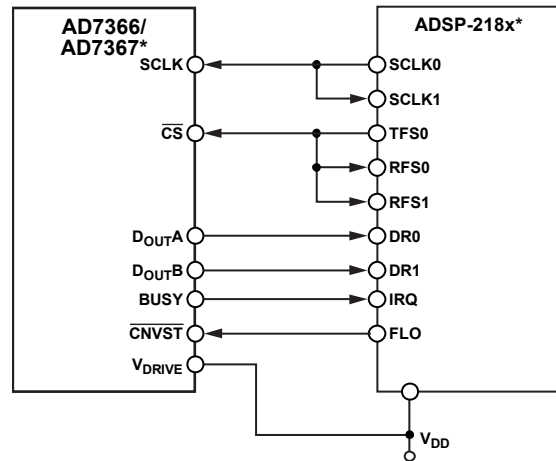 AD7366/
AD7367*
ADSP-218x*
SCLK
SCLK0
SCLK1
CS
TFS0
RFS0
RFS1
DOUTA
DR0
DOUTB
DR1
BUSY
IRQ
CNVST
FLO
VDRIVE
VDD